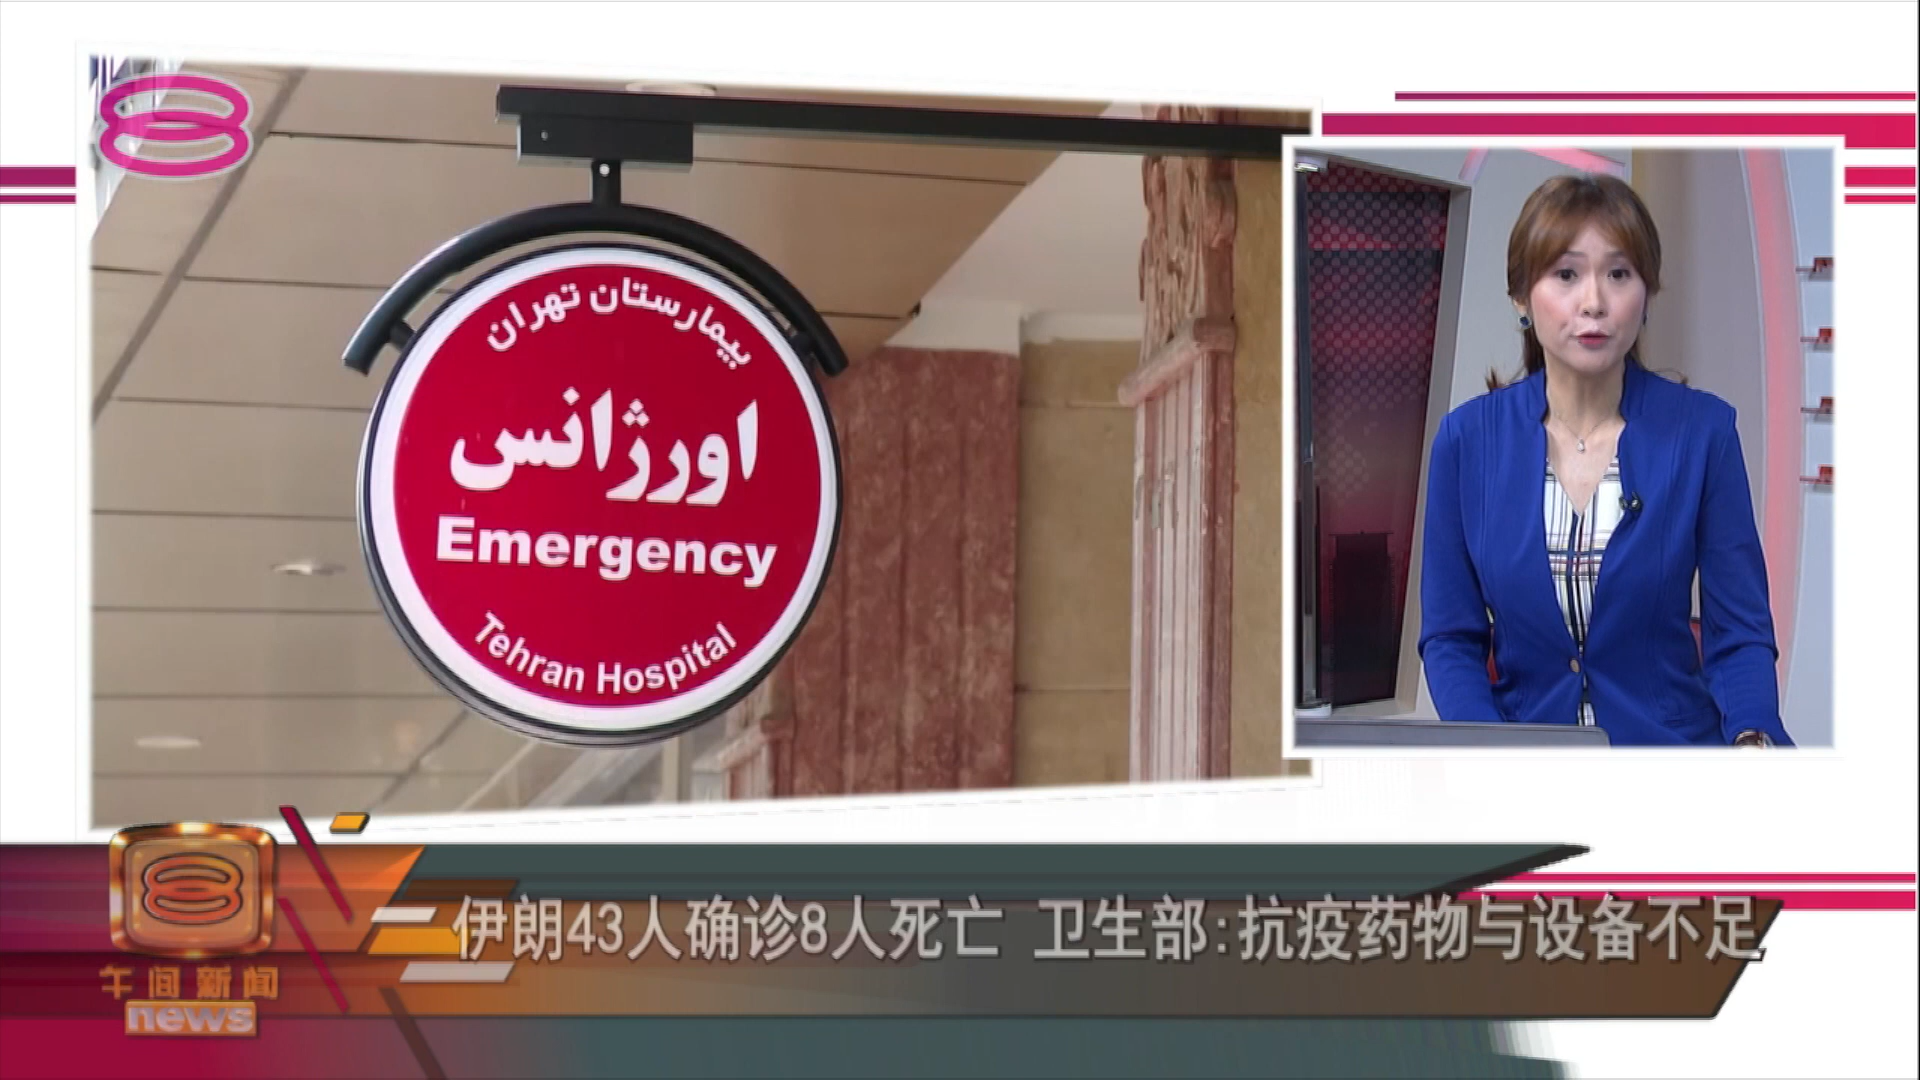 بیمارستان تهران
اورژانس
Emergency
Tehran Hospital
伊朗43人确诊8人死亡 卫生部:抗疫药物与设备不足
午间新闻
news